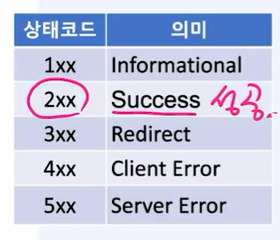 상태코드 의미
1xx Informational
2xx Success 성공.
3xx Redirect
4xx Client Error
5xx Server Error